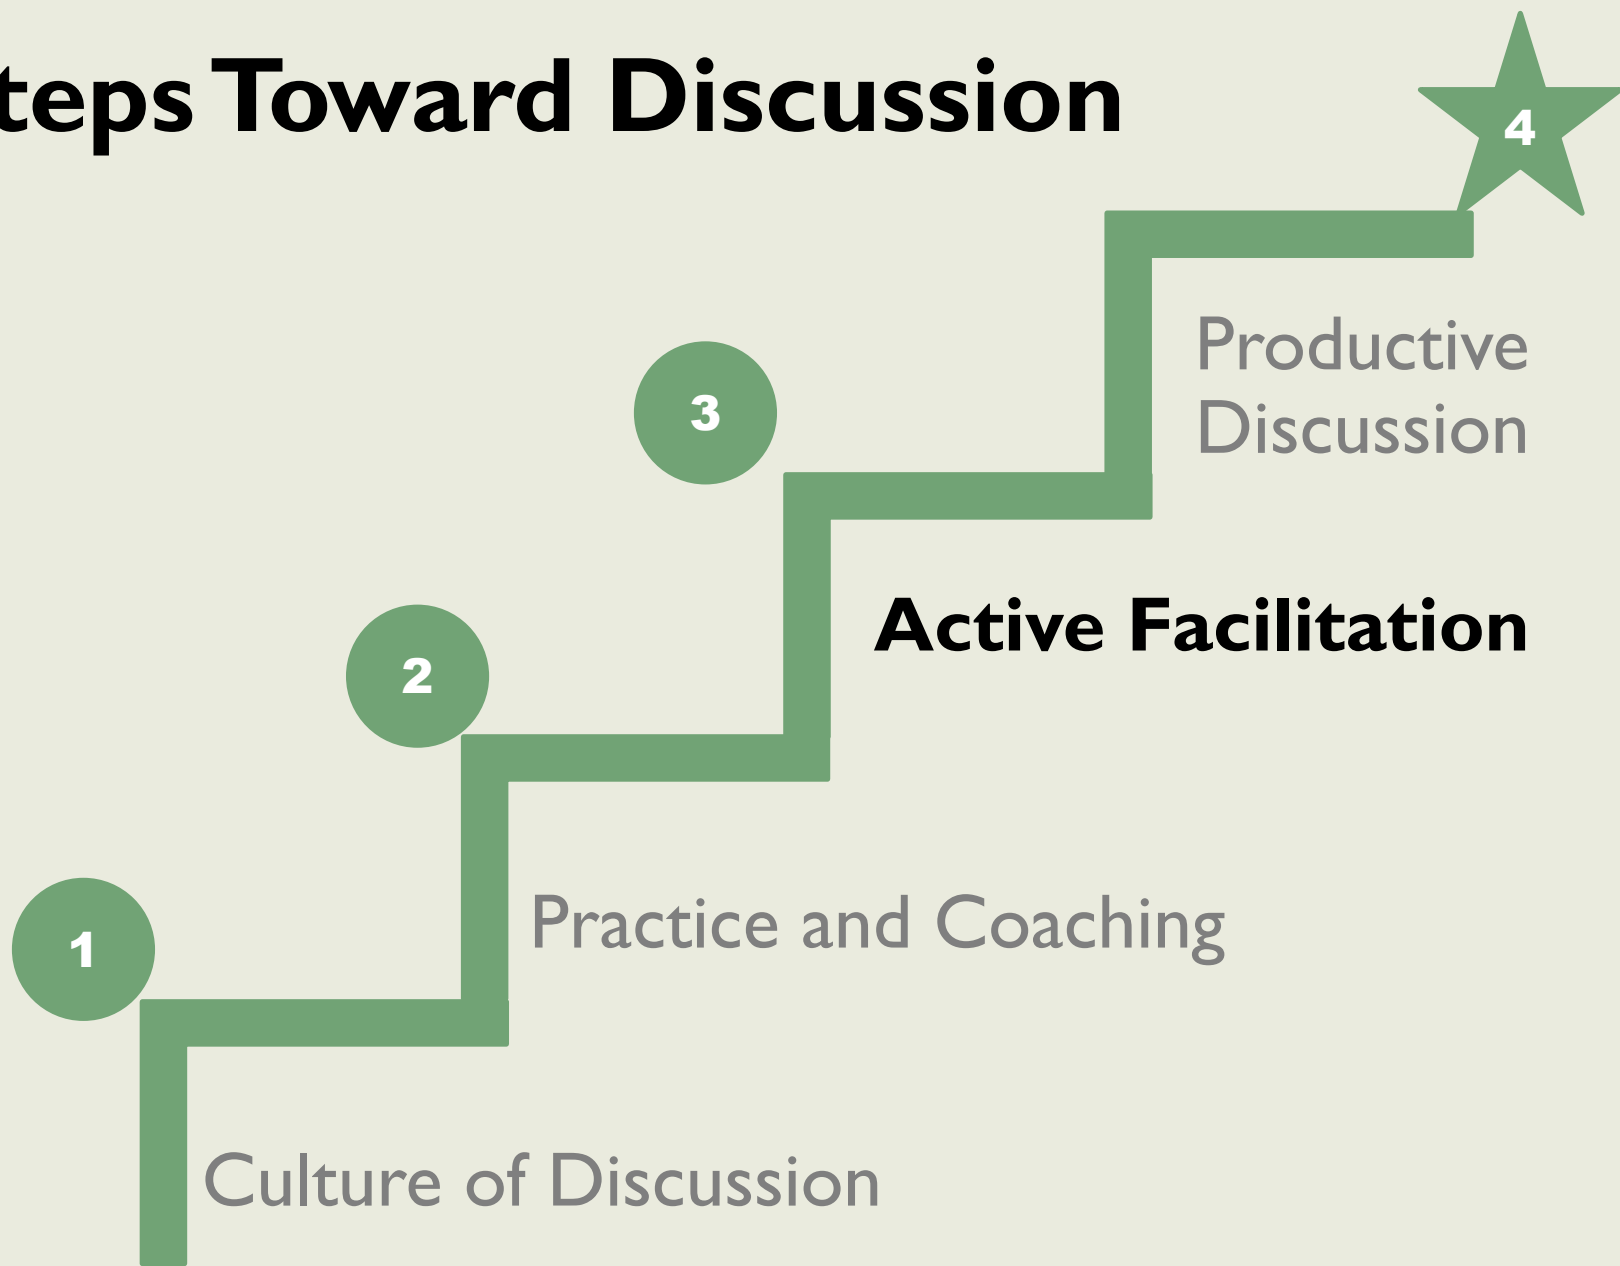 teps Toward Discussion
4
Productive
Discussion
3
Active Facilitation
2
Practice and Coaching
1
Culture of Discussion